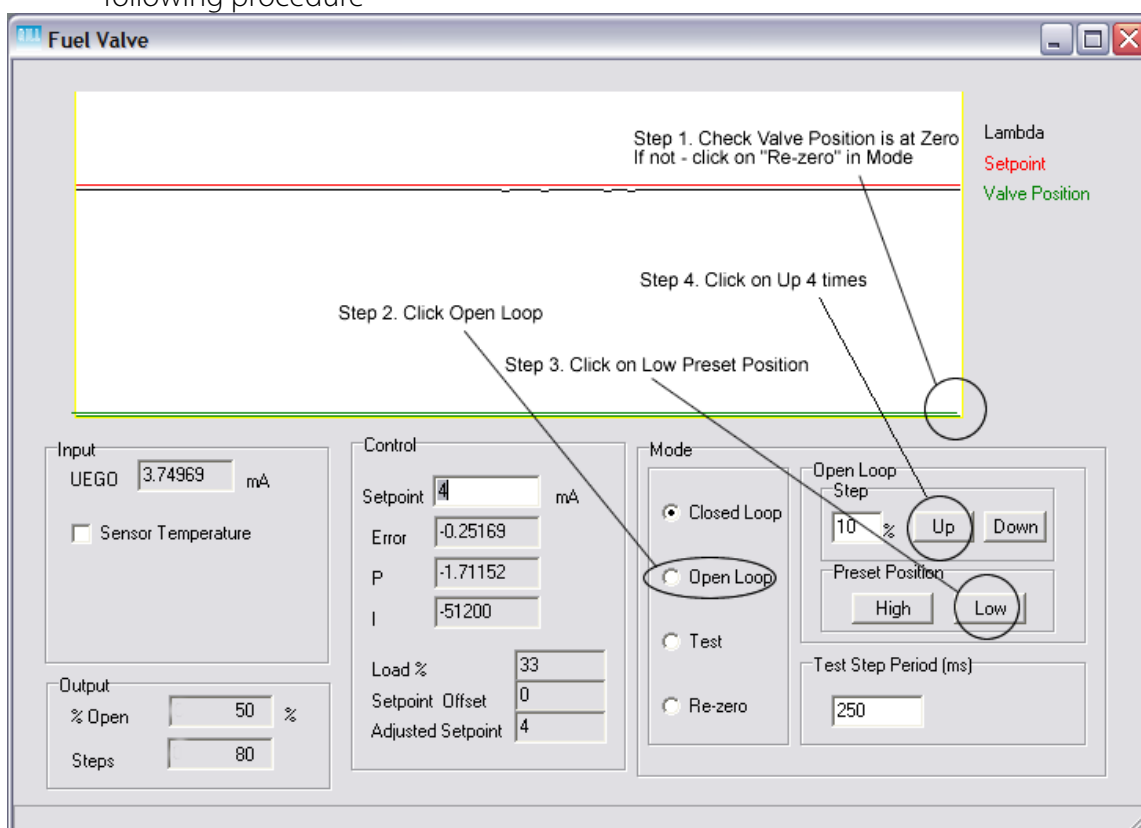 following procedure
Fuel Valve
Step 1. Check Valve Position is at Zero
If not - click on "Re-zero" in Mode
Lambda
Setpoint
Valve Position
Step 4. Click on Up 4 times
Step 2. Click Open Loop
Step 3. Click on Low Preset Position
Input
UEGO 3.74969 mA
Sensor Temperature
Output
% Open 50 %
Steps 80
Control
Setpoint 4 mA
Error -0.25169
P -1.71152
I -51200
Load % 33
Setpoint Offset 0
Adjusted Setpoint 4
Mode
Closed Loop
Open Loop
Test
Re-zero
Open Loop
Step
10 % Up Down
Preset Position
High Low
Test Step Period (ms)
250